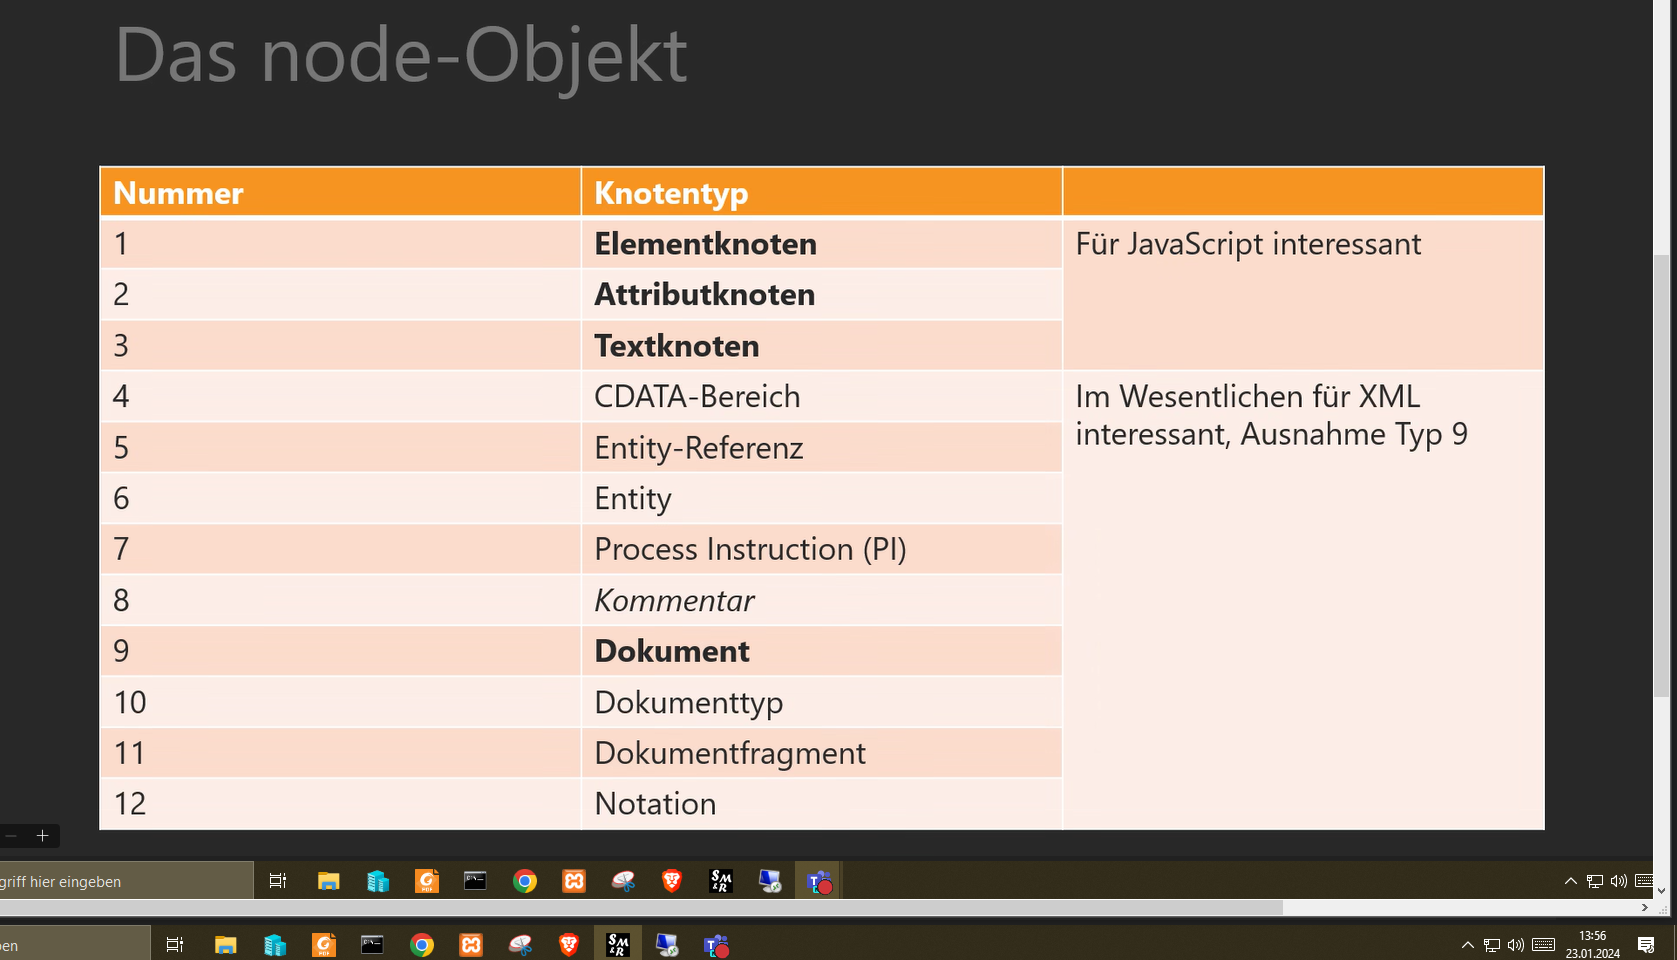 Das node-Objekt
Nummer Knotentyp
1 Elementknoten Für JavaScript interessant
2 Attributknoten
3 Textknoten
4 CDATA-Bereich Im Wesentlichen für XML
5 Entity-Referenz interessant, Ausnahme Typ 9
6 Entity
7 Process Instruction (PI)
8 Kommentar
9 Dokument
10 Dokumenttyp
11 Dokumentfragment
12 Notation
griff hier eingeben
ben
13:56
23.01.2024